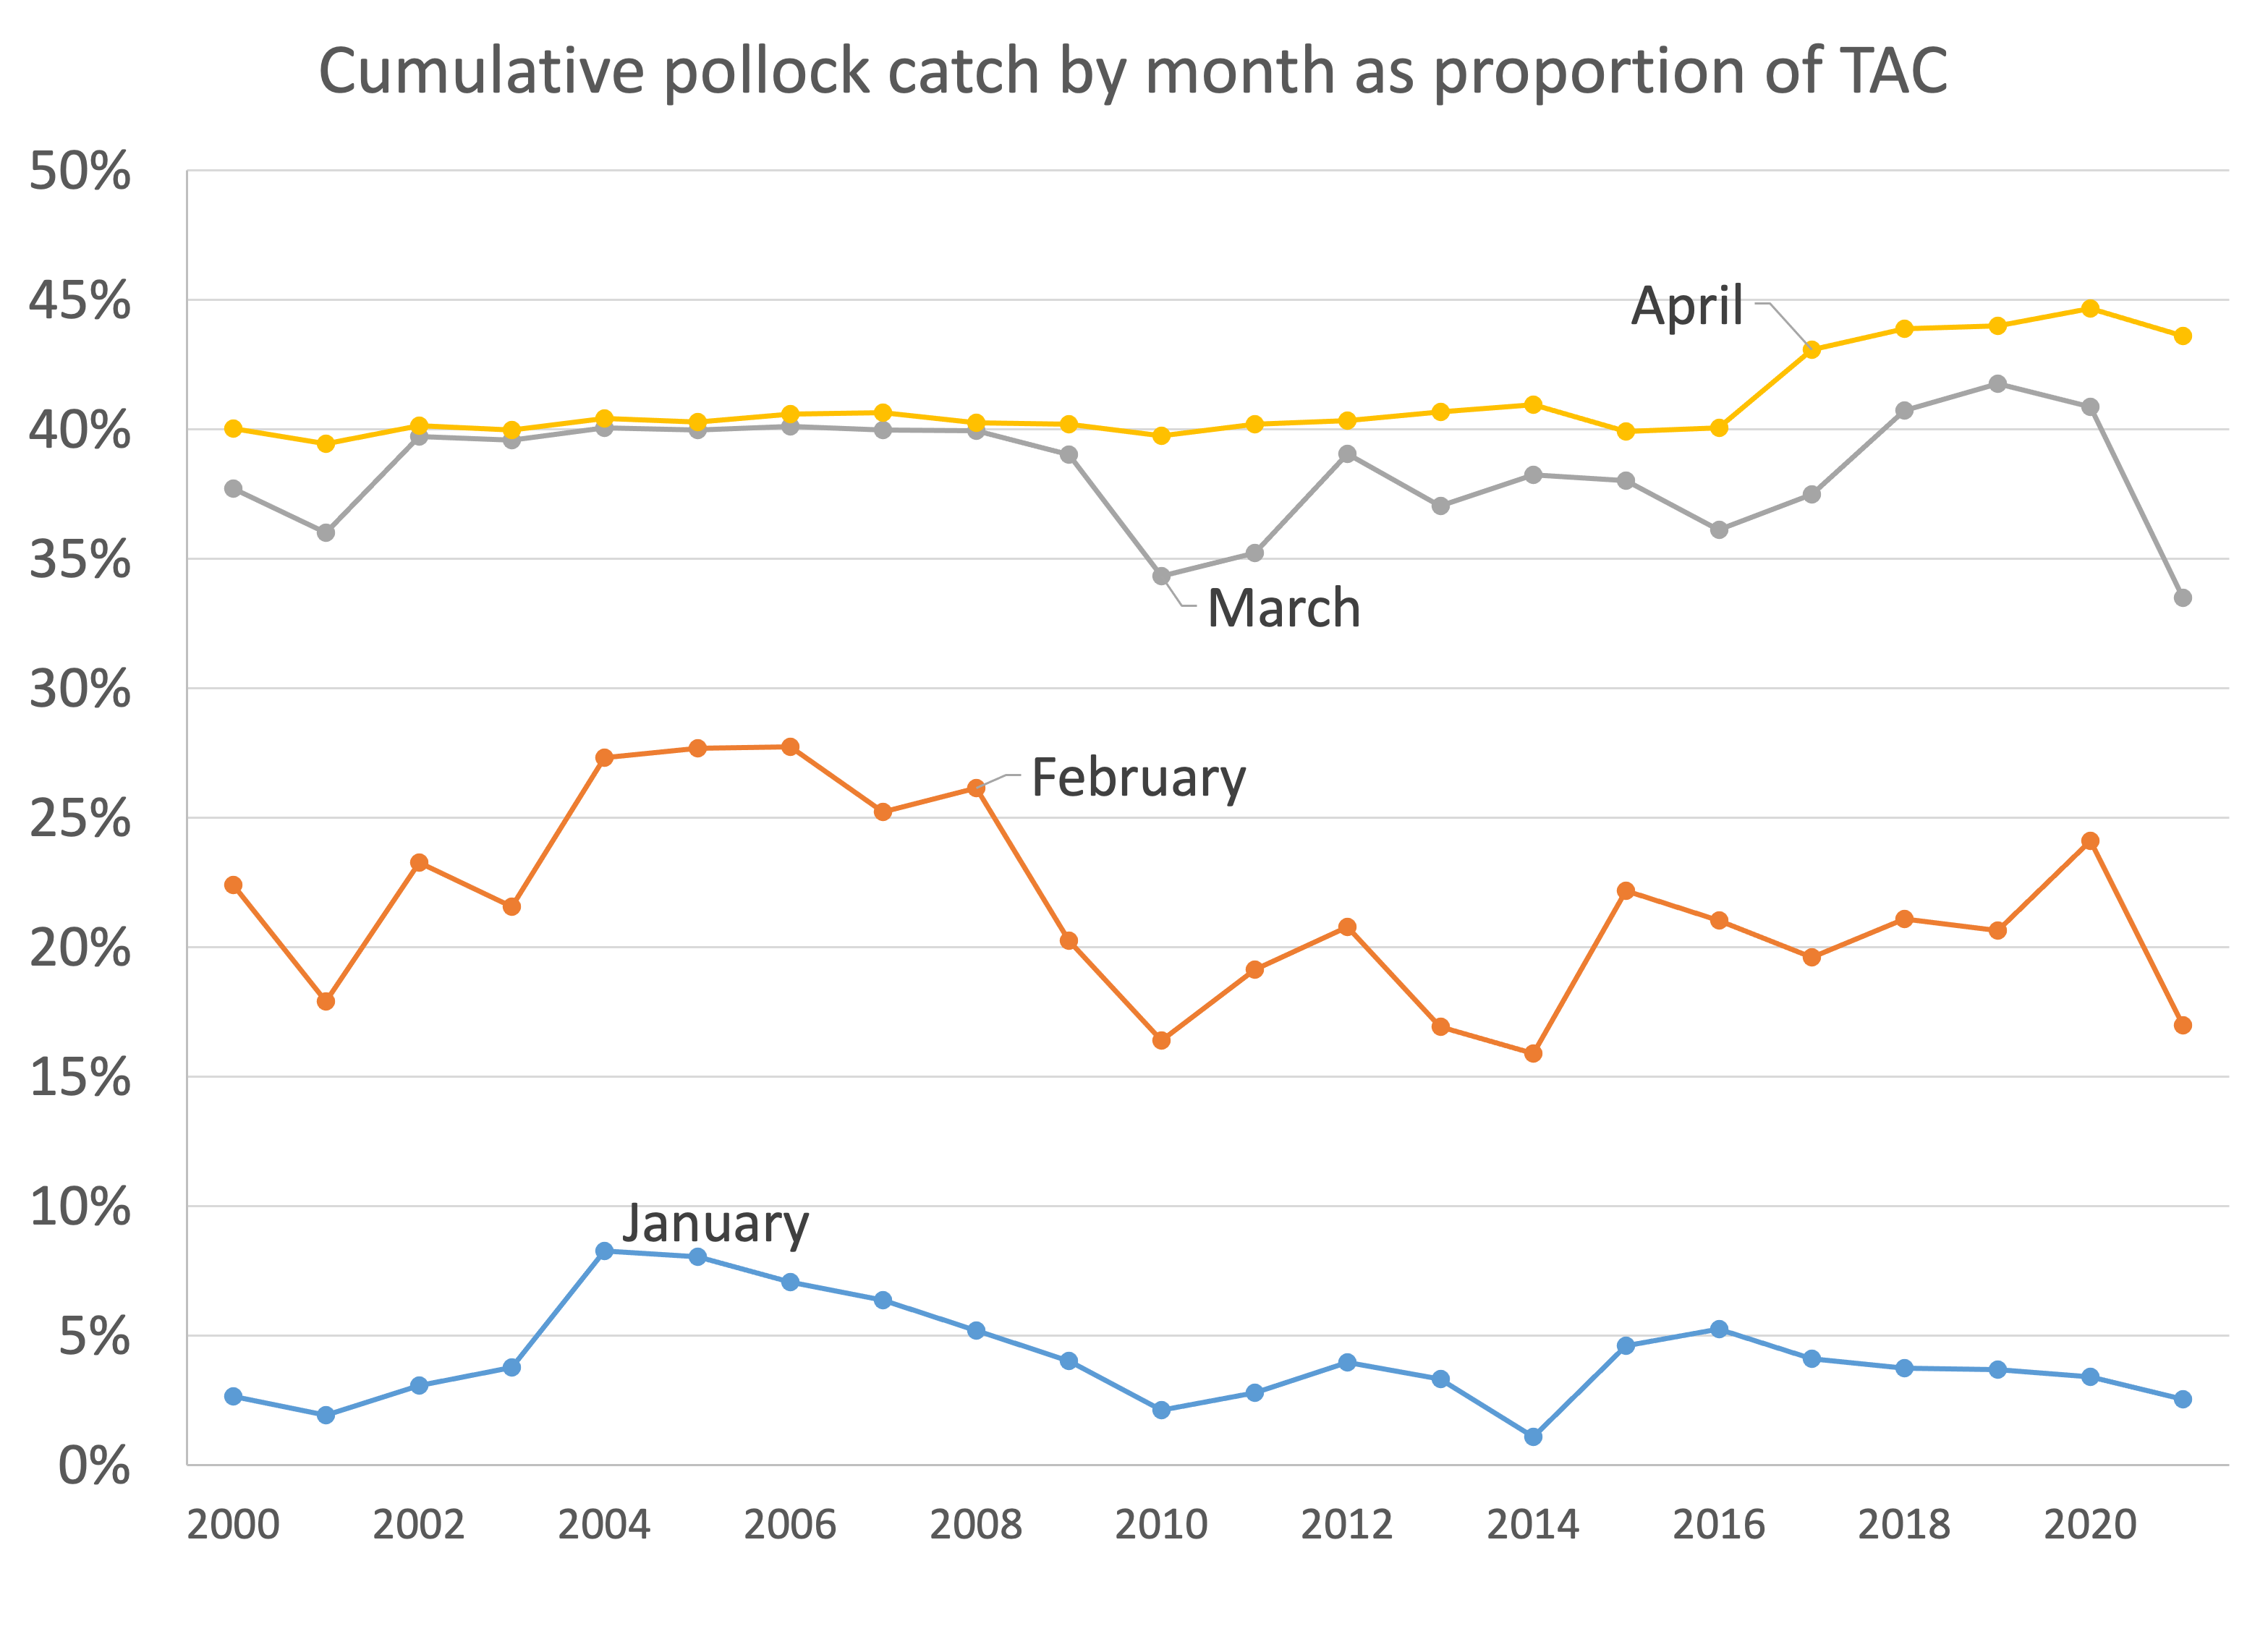 Cumulative pollock catch by month as proportion of TAC
50%
45%
April
40%
35%
March
30%
February
25%
20%
15%
10%
January
5%
0%
2000 2002 2004 2006 2008 2010 2012 2014 2016 2018 2020